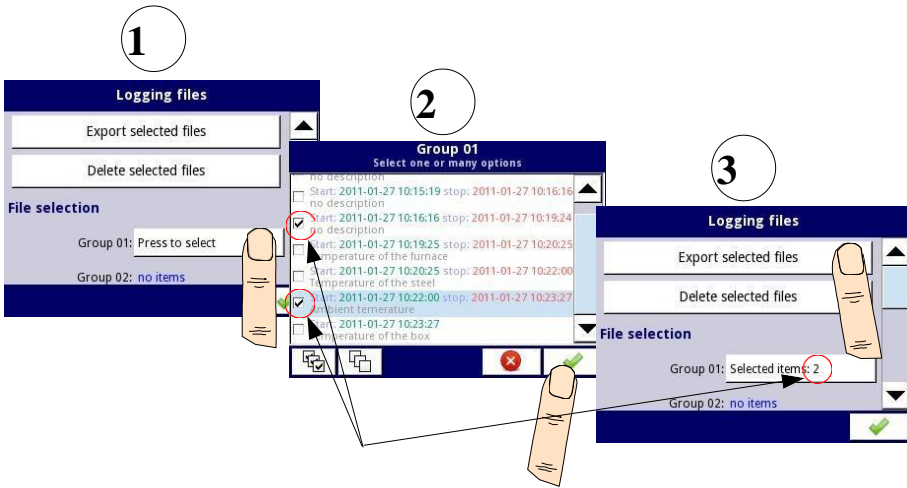 1
Logging files
Export selected files
Delete selected files
File selection
Group 01: Press to select
Group 02: no items
2
Group 01
Select one or many options
no description
Start: 2011-01-27 10:15:19 stop: 2011-01-27 10:16:16
no description
Start: 2011-01-27 10:16:16 stop: 2011-01-27 10:19:24
no description
Start: 2011-01-27 10:19:25 stop: 2011-01-27 10:20:25
Temperature of the furnace
Start: 2011-01-27 10:20:25 stop: 2011-01-27 10:22:00
Temperature of the steel
Start: 2011-01-27 10:22:00 stop: 2011-01-27 10:23:27
Ambient temerature
Start: 2011-01-27 10:23:27
Temperature of the box
3
Logging files
Export selected files
Delete selected files
File selection
Group 01: Selected items: 2
Group 02: no items